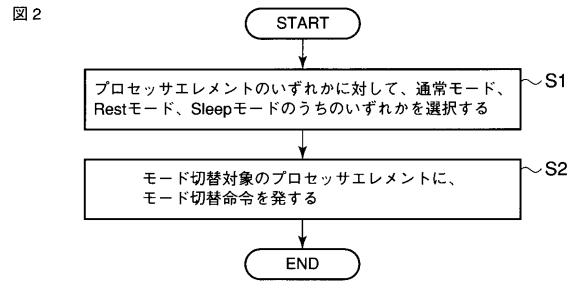 図2
START
プロセッサエレメントのいずれかに対して、通常モード、
Restモード、Sleepモードのうちのいずれかを選択する
S1
モード切替対象のプロセッサエレメントに、
モード切替命令を発する
S2
END